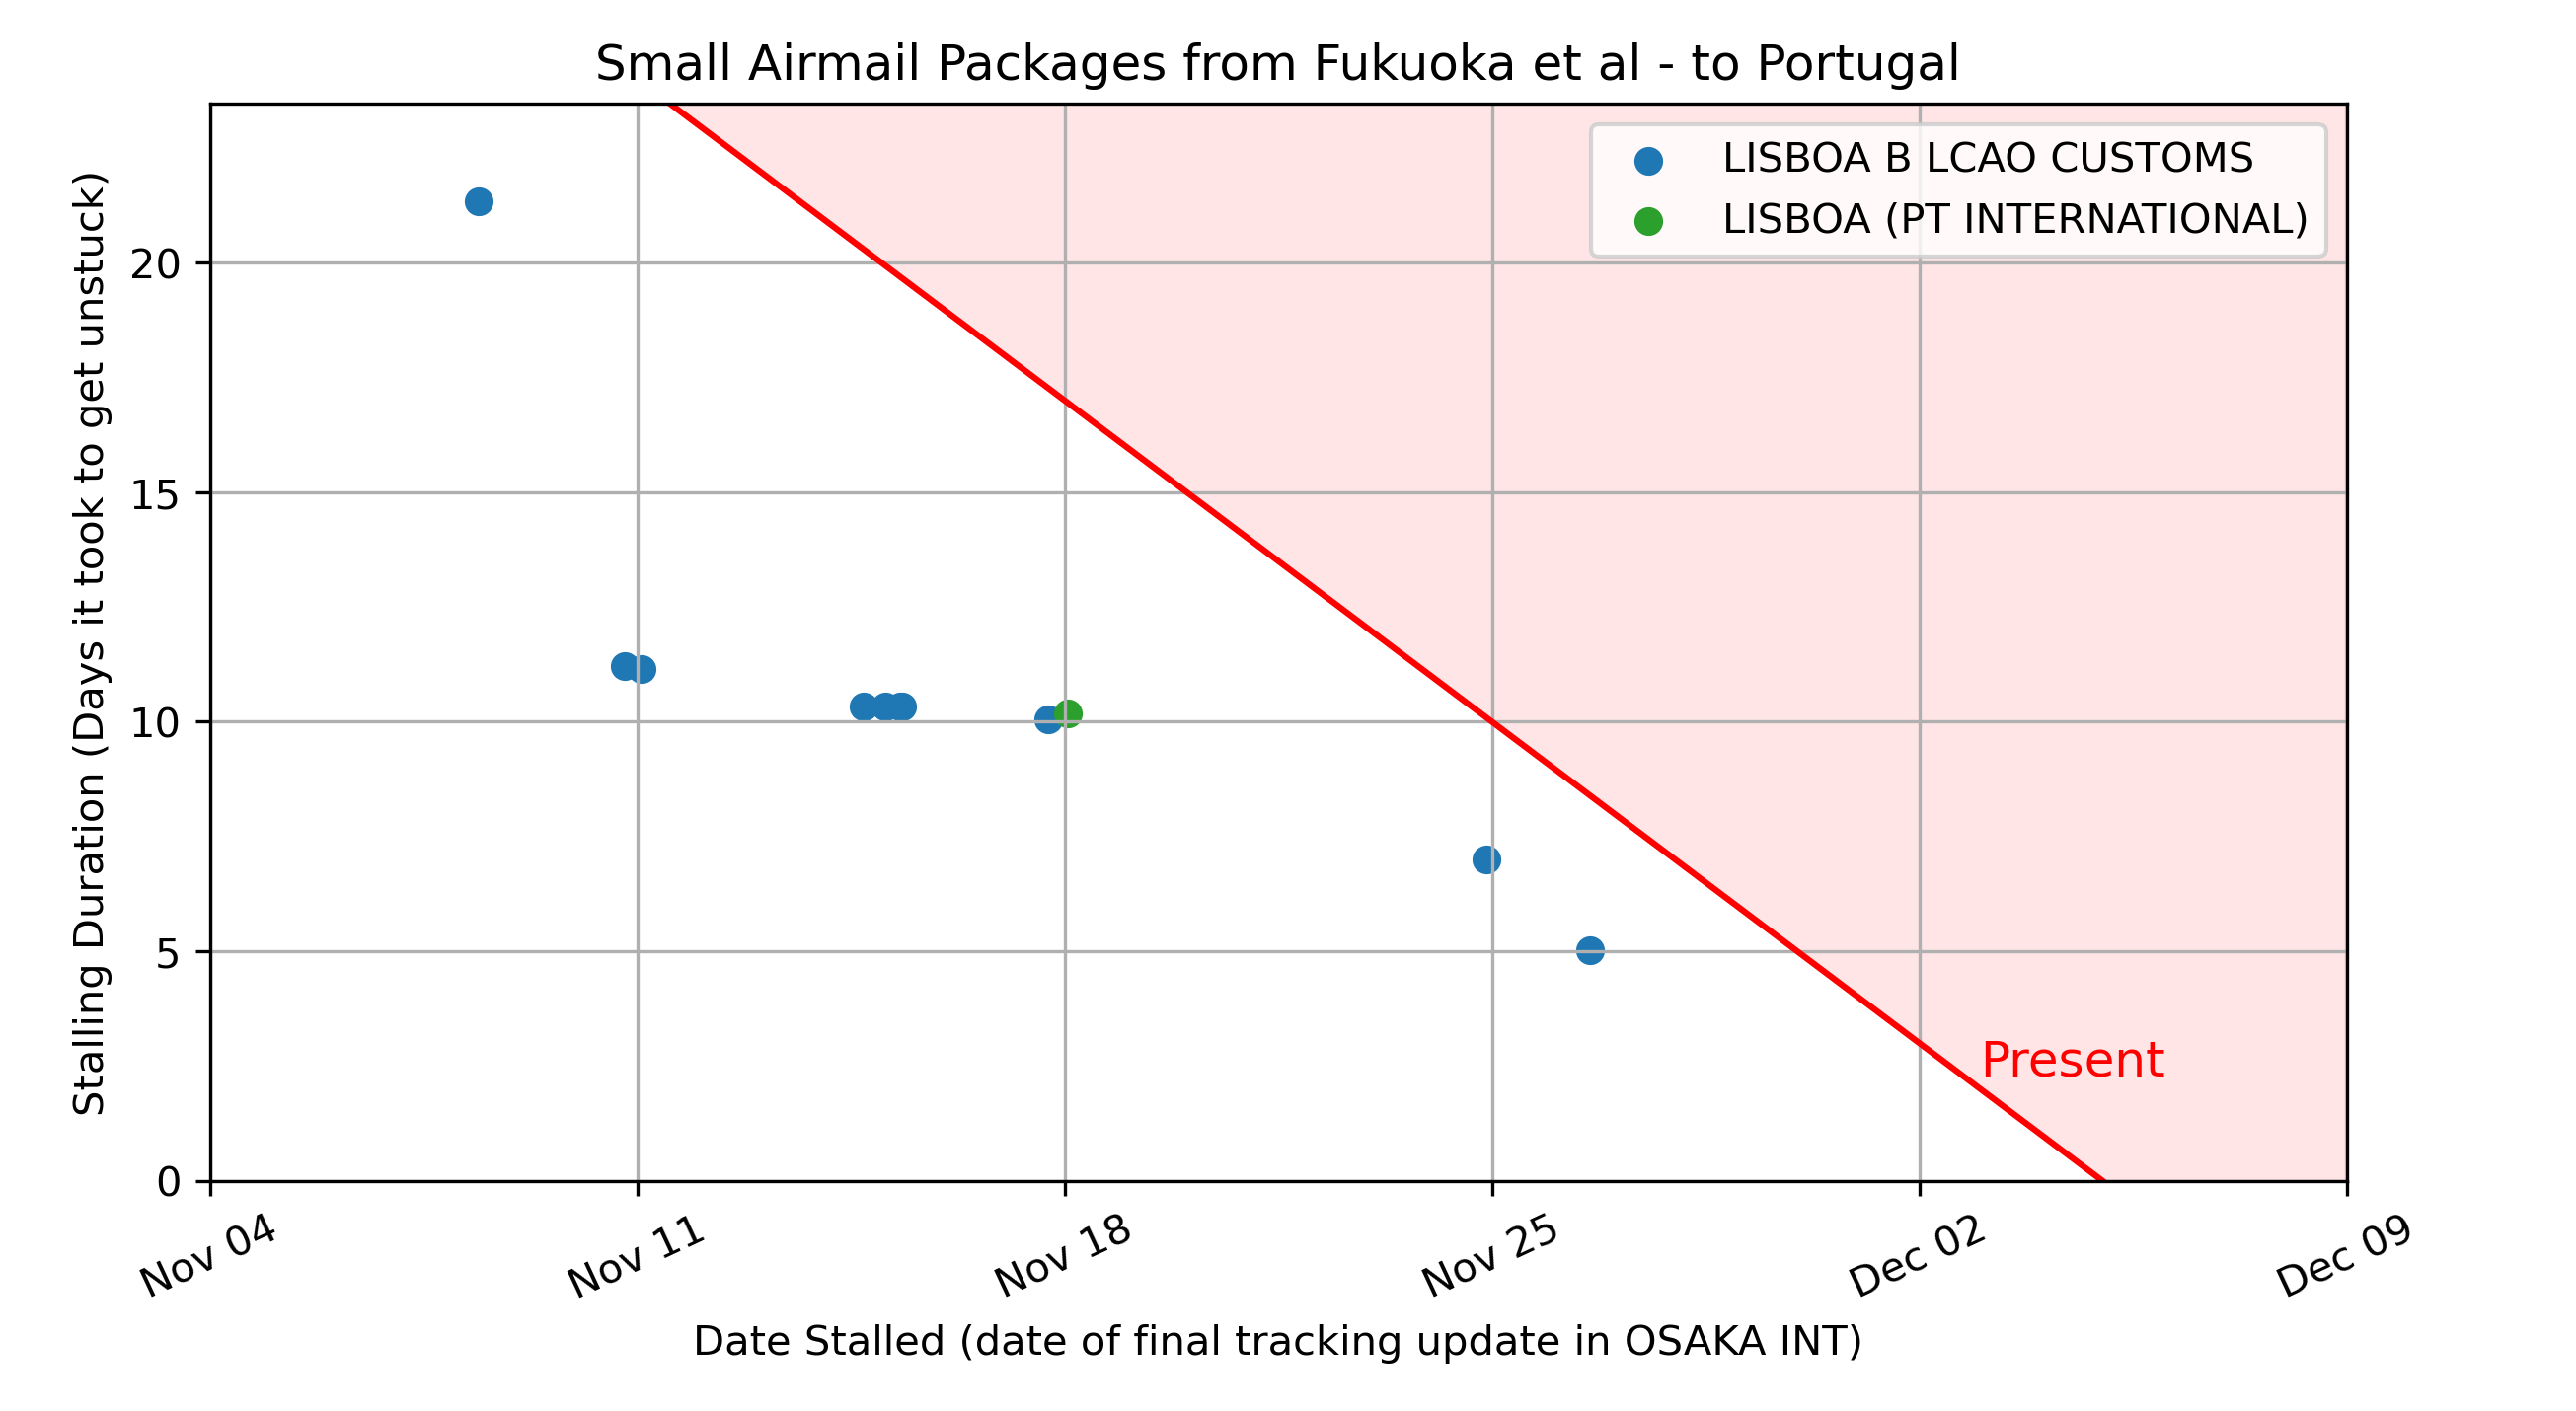 Small Airmail Packages from Fukuoka et al - to Portugal
LISBOA B LCAO CUSTOMS
LISBOA (PT INTERNATIONAL)
Stalling Duration (Days it took to get unstuck)
20
15
10
5
0
Present
Nov 04
Nov 11
Nov 18
Nov 25
Dec 02
Dec 09
Date Stalled (date of final tracking update in OSAKA INT)